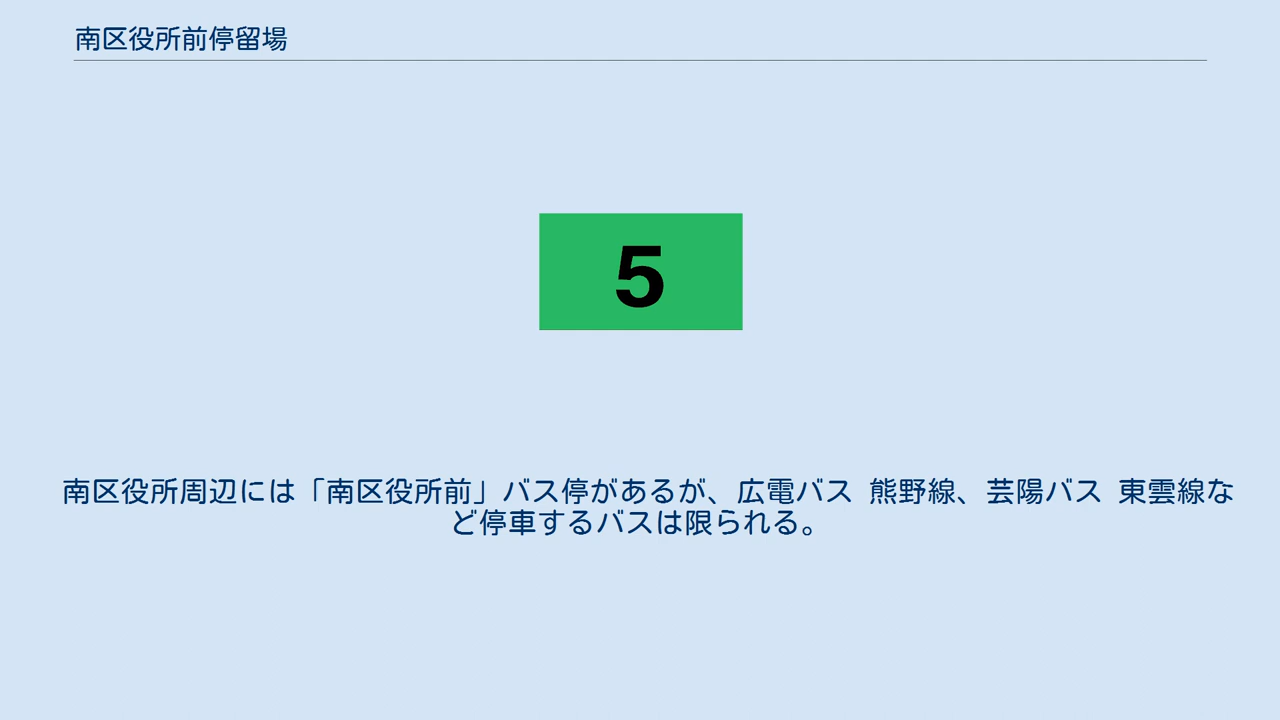 南区役所前停留場
5
南区役所周辺には「南区役所前」バス停があるが、広電バス 熊野線、芸陽バス 東雲線な
ど停車するバスは限られる。